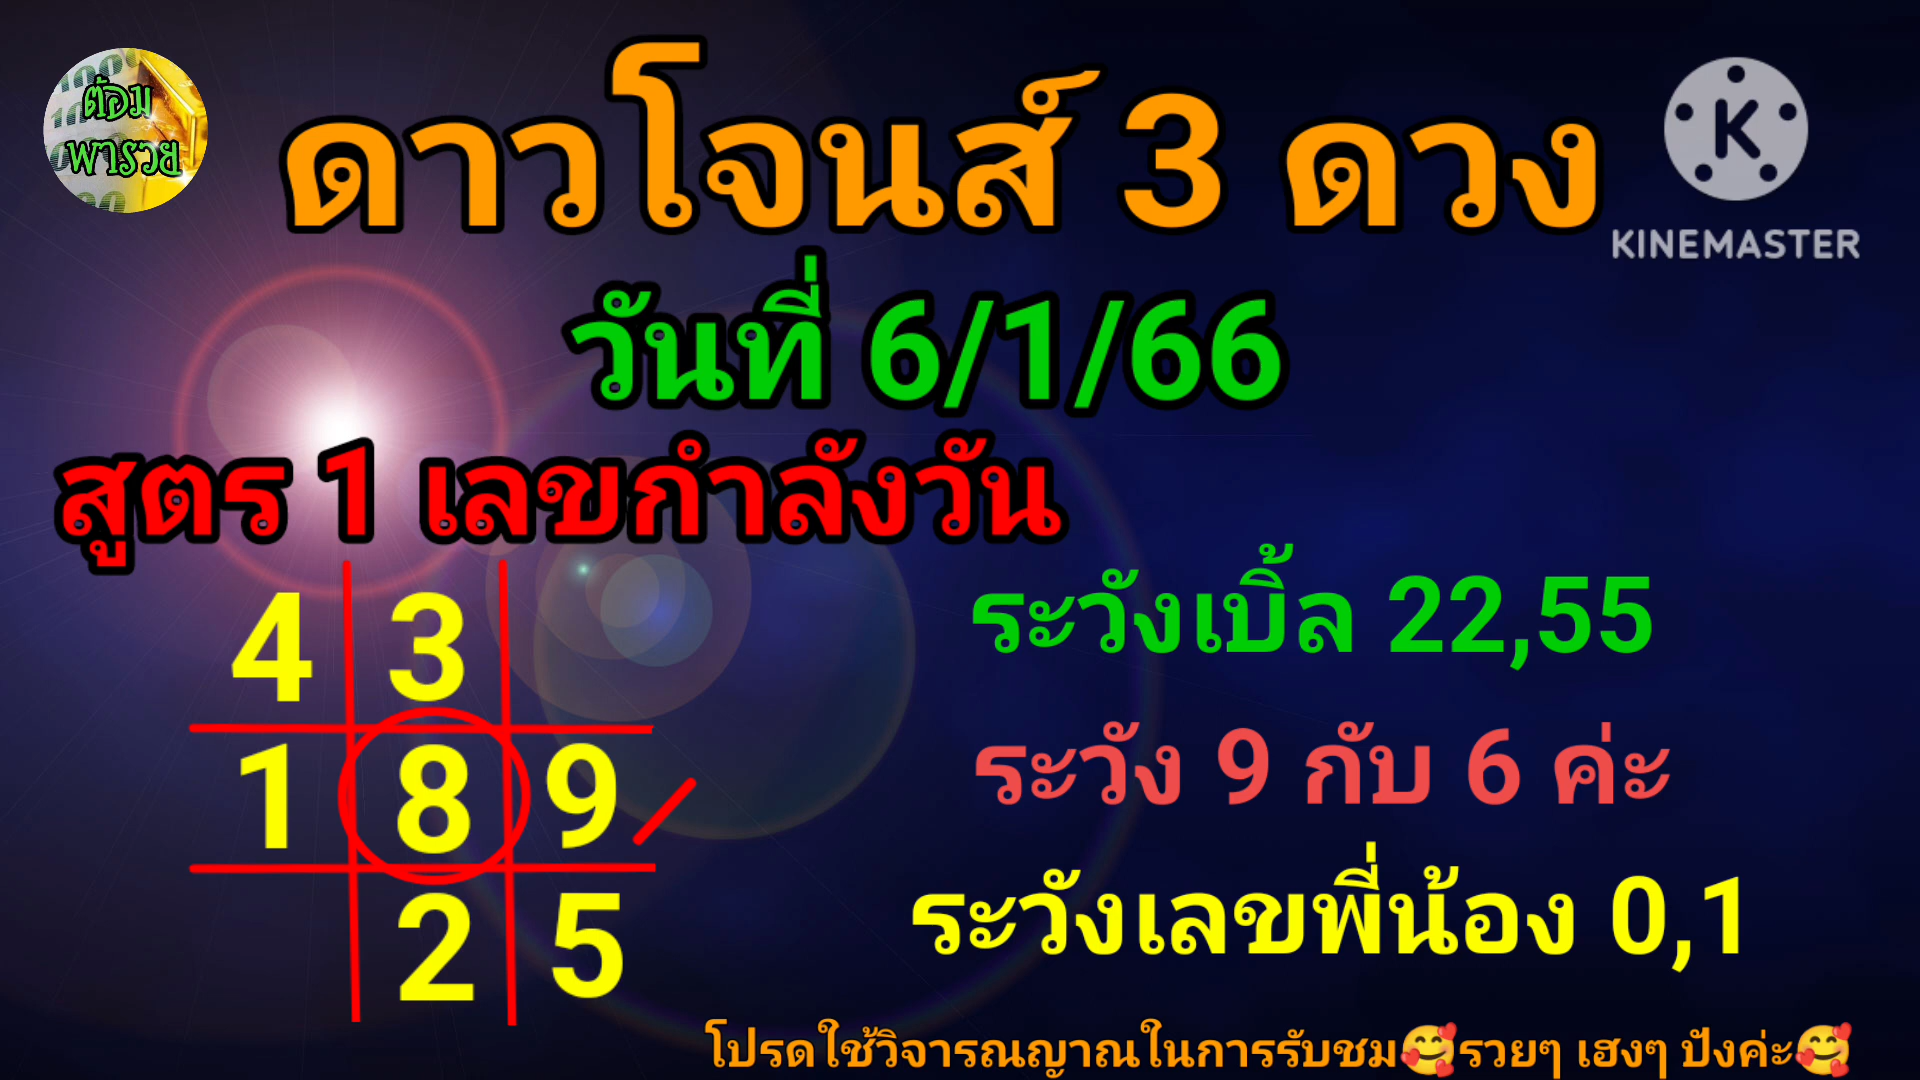 ต้อม
พารวย
ดาวโจนส์ 3 ดวง
KINEMASTER
วันที่ 6/1/66
สูตร 1 เลขกำลังวัน
4 3
1 8 9
2 5
ระวังเบิ้ล 22,55
ระวัง 9 กับ 6 ค่ะ
ระวังเลขพี่น้อง 0,1
โปรดใช้วิจารณญาณในการรับชม🥰รวยๆ เฮงๆ ปังค่ะ🥰